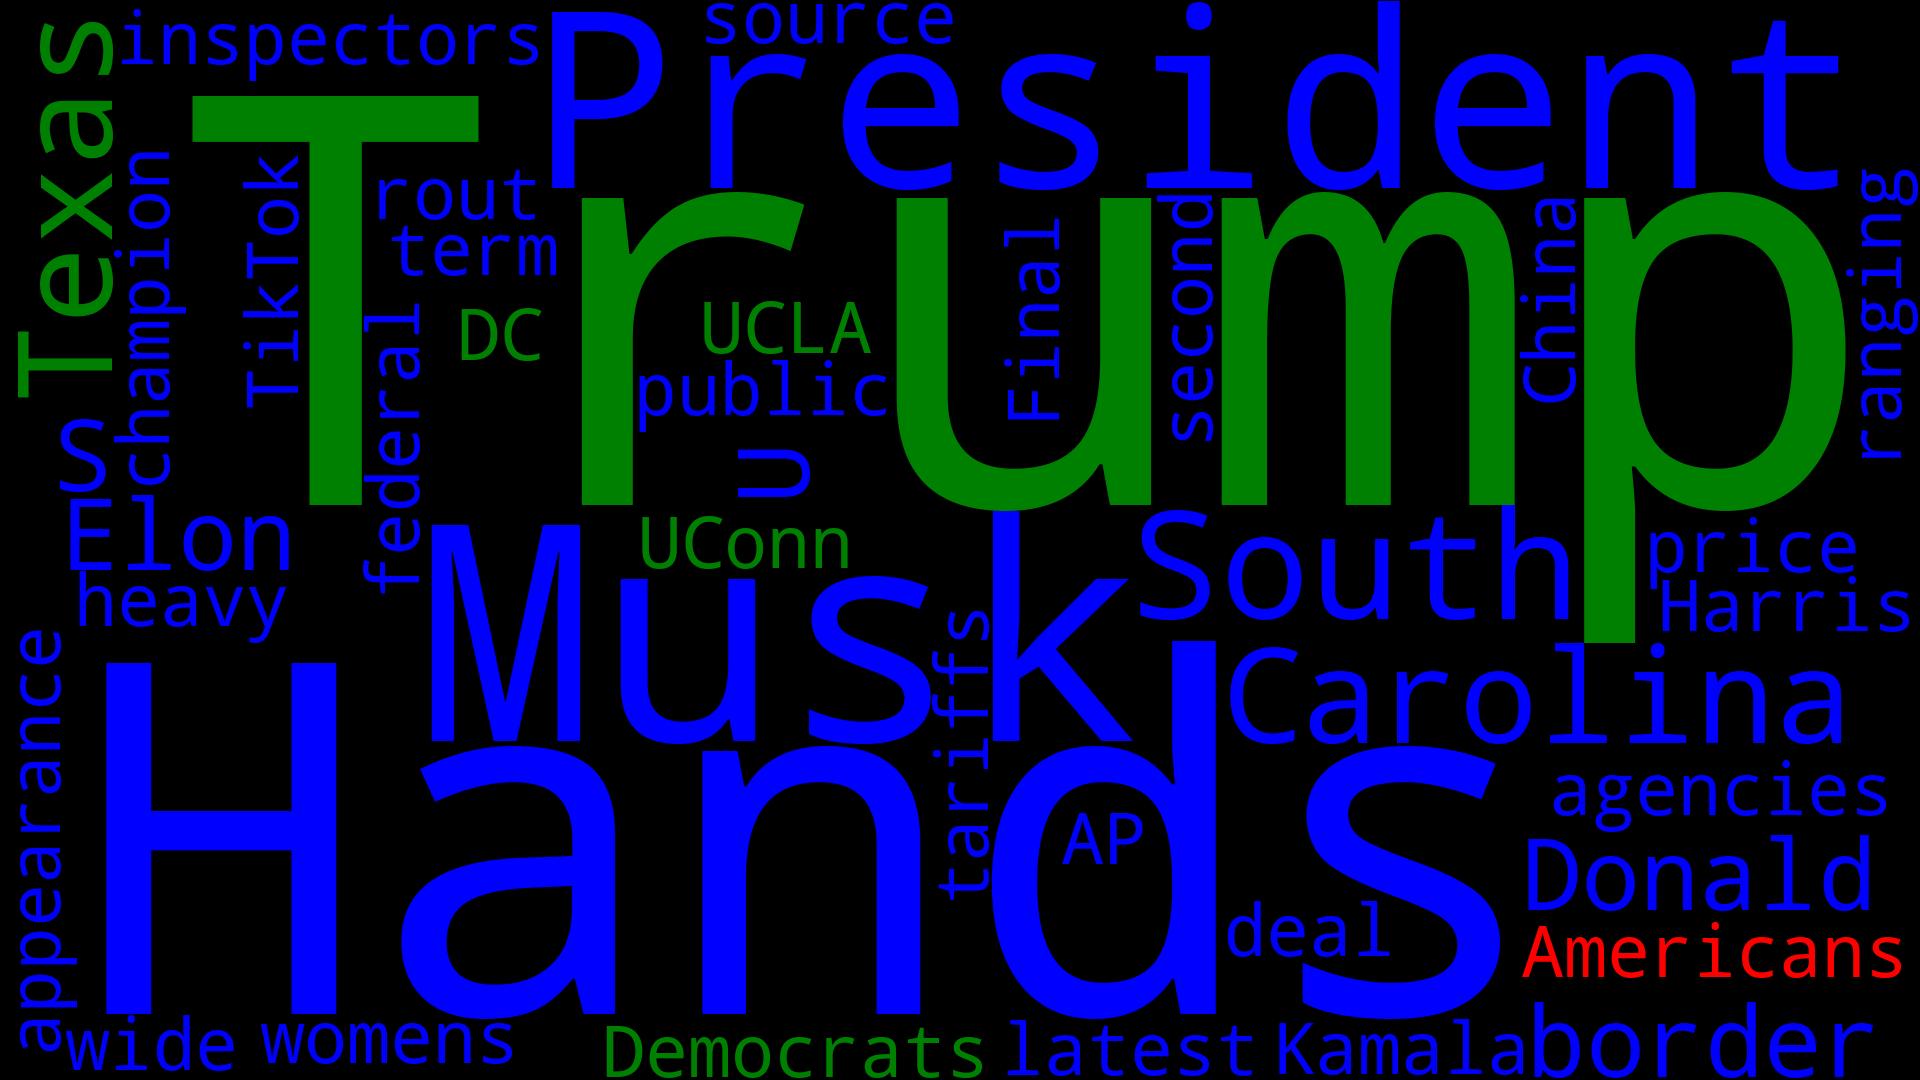 Texas
inspectors
source
President
Trump
champion
TikTok
rout
term
federal
DC
UCLA
public
Final
second
China
ranging
S
U
Elon
heavy
UConn
Musk
South
price
Harris
tariffs
Carolina
appearance
Hands
AP
deal
agencies
Donald
Americans
wide
womens
Democrats
latest
Kamala
border